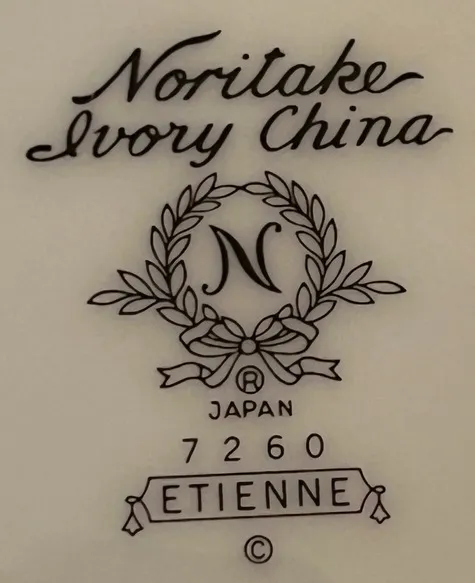 Noritake
Ivory China
N
®
JAPAN
7260
ETIENNE
©